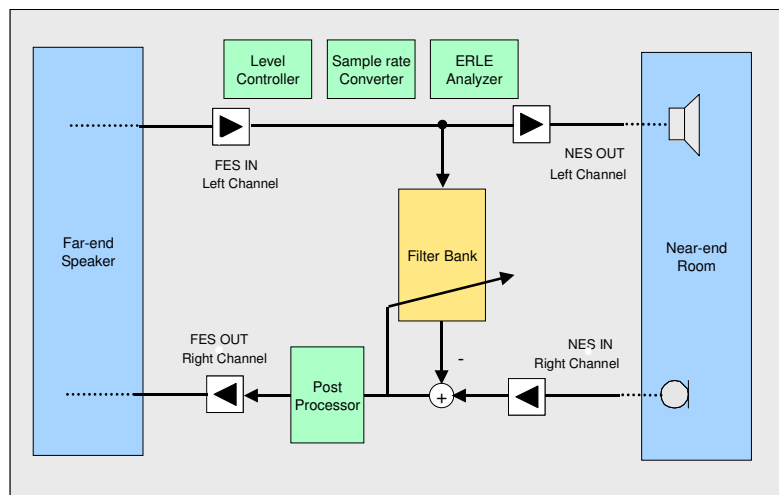 Level
Controller
Sample rate
Converter
ERLE
Analyzer
FES IN
Left Channel
NES OUT
Left Channel
Far-end
Speaker
Filter Bank
Near-end
Room
FES OUT
Right Channel
NES IN
Right Channel
-
Post
Processor
+